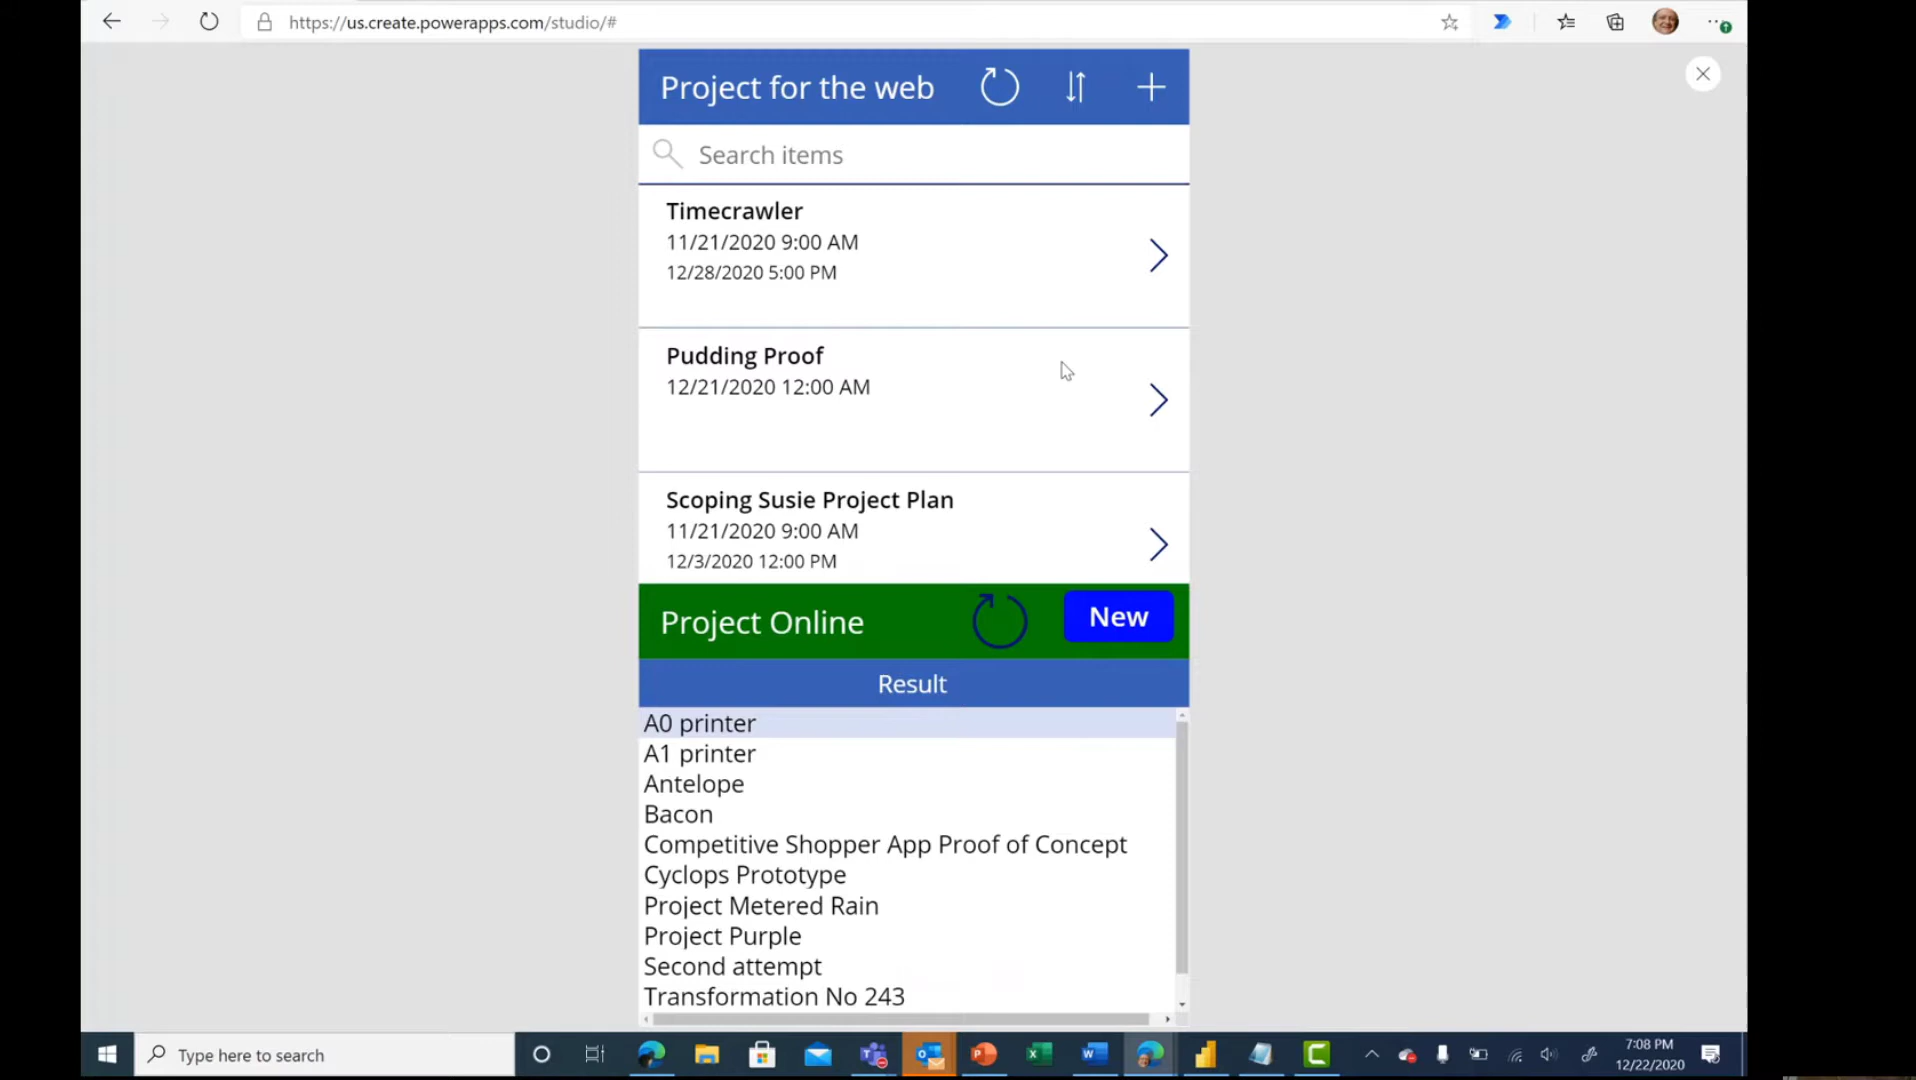 https://us.create.powerapps.com/studio/#
Project for the web
Search items
Timecrawler
11/21/2020 9:00 AM
12/28/2020 5:00 PM
Pudding Proof
12/21/2020 12:00 AM
Scoping Susie Project Plan
11/21/2020 9:00 AM
12/3/2020 12:00 PM
Project Online
New
Result
A0 printer
A1 printer
Antelope
Bacon
Competitive Shopper App Proof of Concept
Cyclops Prototype
Project Metered Rain
Project Purple
Second attempt
Transformation No 243
Type here to search
7:08 PM
12/22/2020